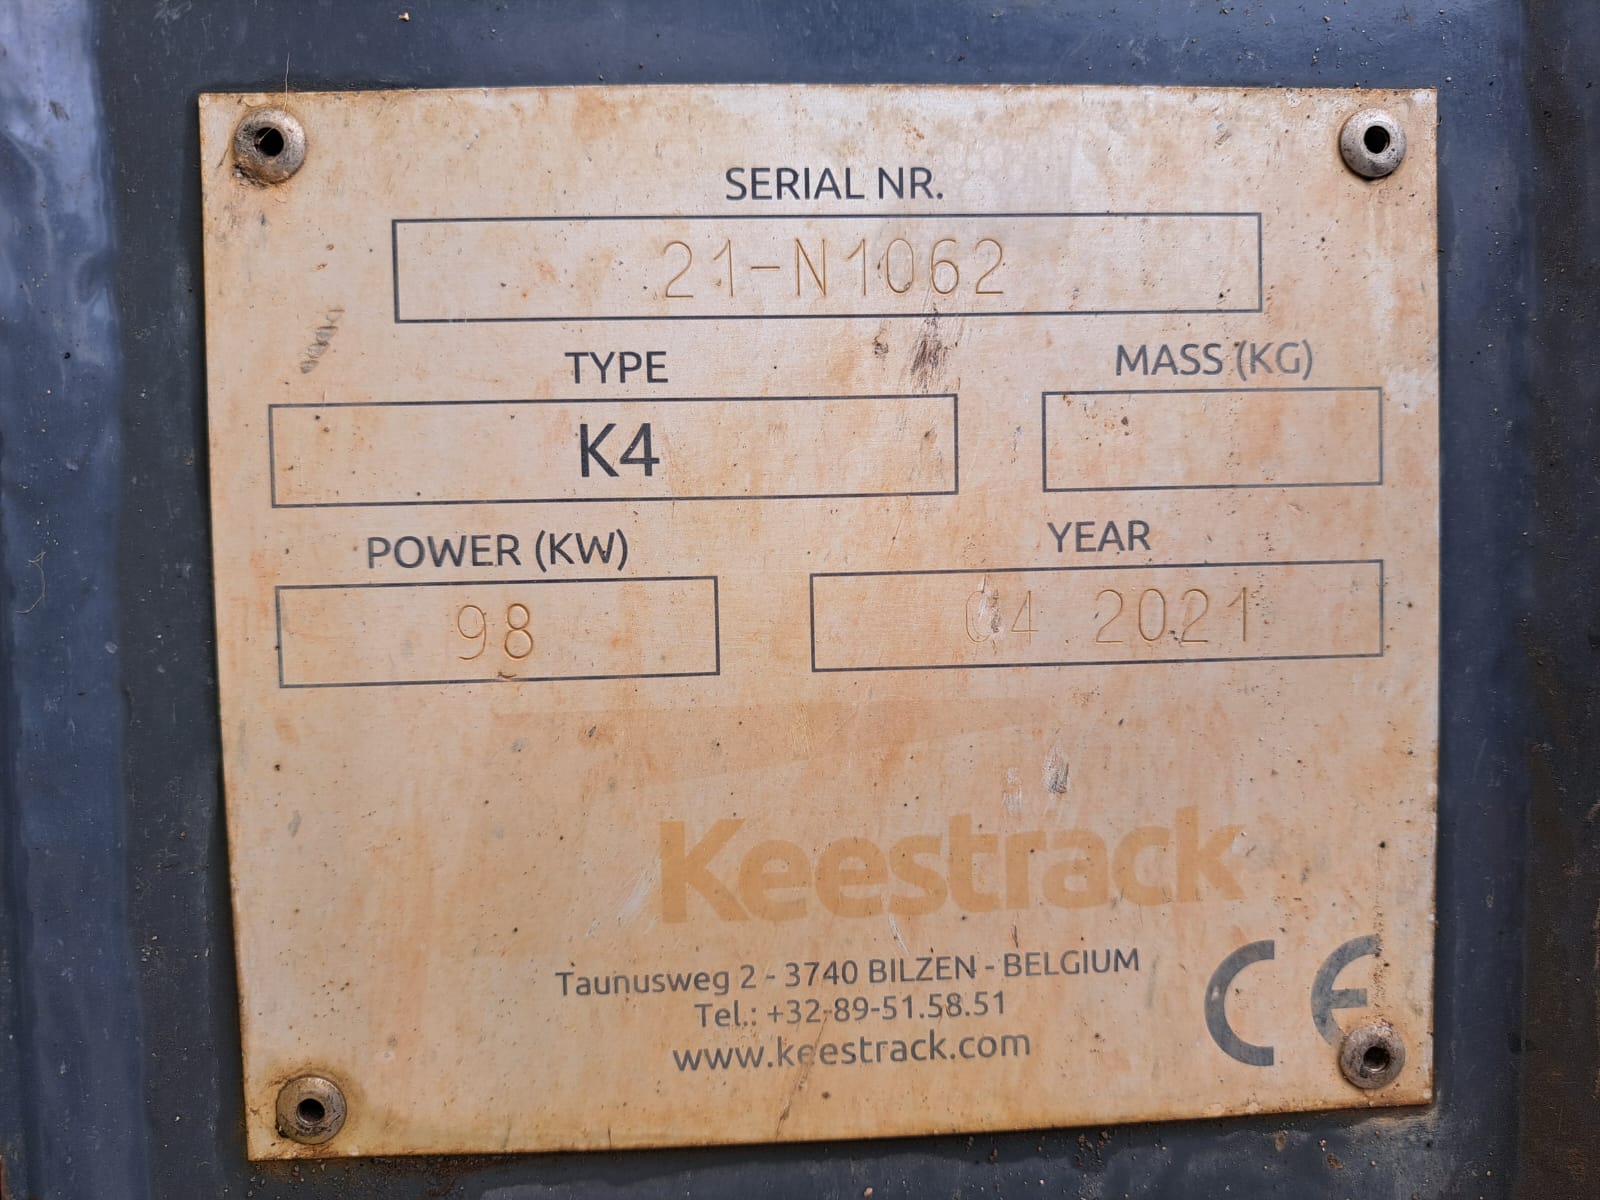 SERIAL NR.
21-N1062
TYPE
MASS (KG)
K4
POWER (KW)
YEAR
98
04.2021
Keestrack
Taunusweg 2 - 3740 BILZEN - BELGIUM
Tel.: +32-89-51.58.51
www.keestrack.com
CE